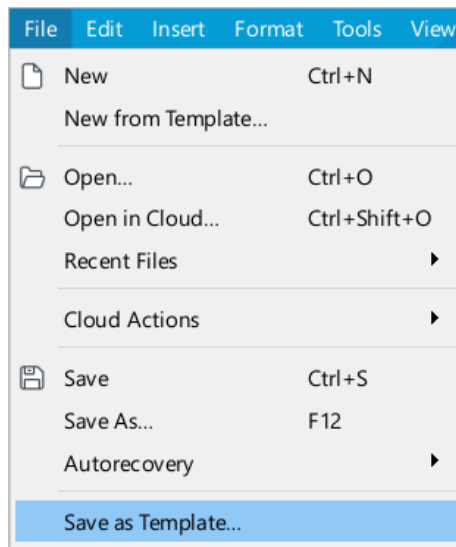 File Edit Insert Format Tools View
New Ctrl+N
New from Template...
Open... Ctrl+O
Open in Cloud... Ctrl+Shift+O
Recent Files
Cloud Actions
Save Ctrl+S
Save As... F12
Autorecovery
Save as Template...